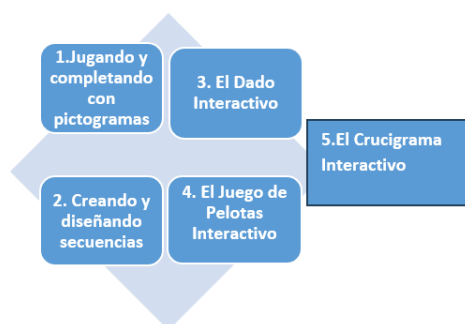 1.Jugando y
completando
con
pictogramas
2. Creando y
diseñando
secuencias
3. El Dado
Interactivo
4. El Juego de
Pelotas
Interactivo
5.El Crucigrama
Interactivo